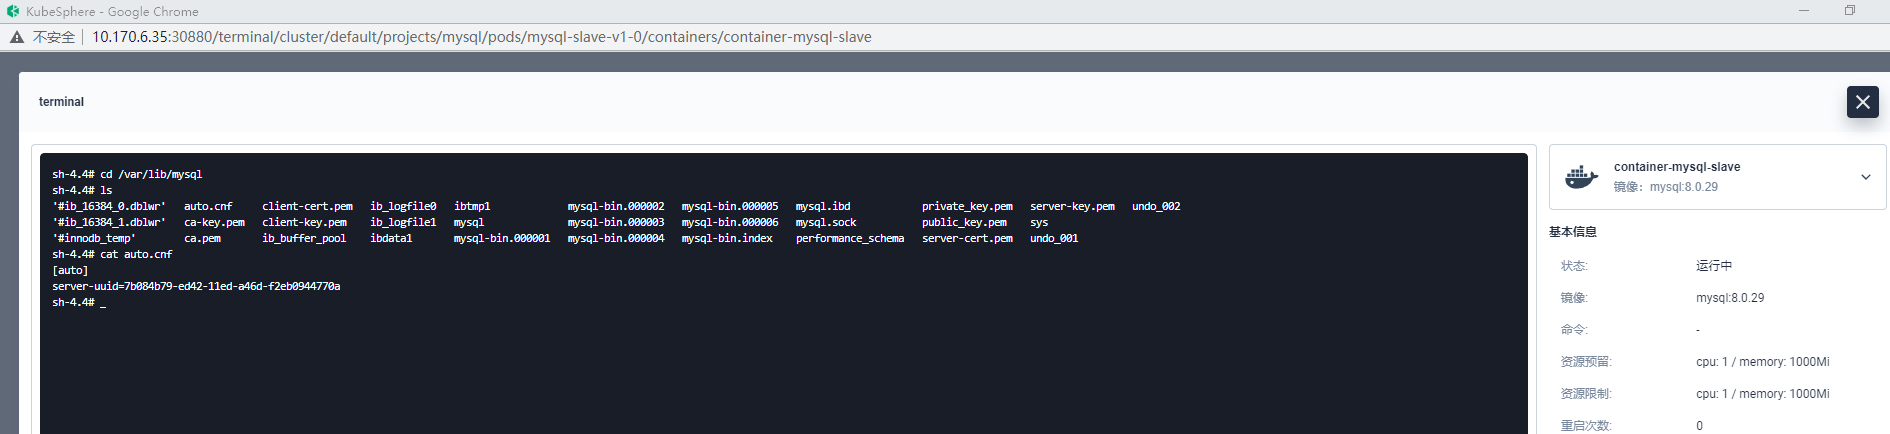 KubeSphere - Google Chrome
不安全 10.170.6.35:30880/terminal/cluster/default/projects/mysql/pods/mysql-slave-v1-0/containers/container-mysql-slave
terminal
sh-4.4# cd /var/lib/mysql
sh-4.4# ls
'#ib_16384_0.dblwr' auto.cnf client-cert.pem ib_logfile0 ibtmp1 mysql-bin.000002 mysql-bin.000005 mysql.ibd private_key.pem server-key.pem undo_002
'#ib_16384_1.dblwr' ca-key.pem client-key.pem ib_logfile1 mysql mysql-bin.000003 mysql-bin.000006 mysql.sock public_key.pem sys
'#innodb_temp' ca.pem ib_buffer_pool ibdata1 mysql-bin.000001 mysql-bin.000004 mysql-bin.index performance_schema server-cert.pem undo_001
sh-4.4# cat auto.cnf
[auto]
server-uuid=7b084b79-ed42-11ed-a46d-f2eb0944770a
sh-4.4# _
container-mysql-slave
镜像: mysql:8.0.29
基本信息
状态: 运行中
镜像: mysql:8.0.29
命令: -
资源预留: cpu: 1 / memory: 1000Mi
资源限制: cpu: 1 / memory: 1000Mi
重启次数: 0